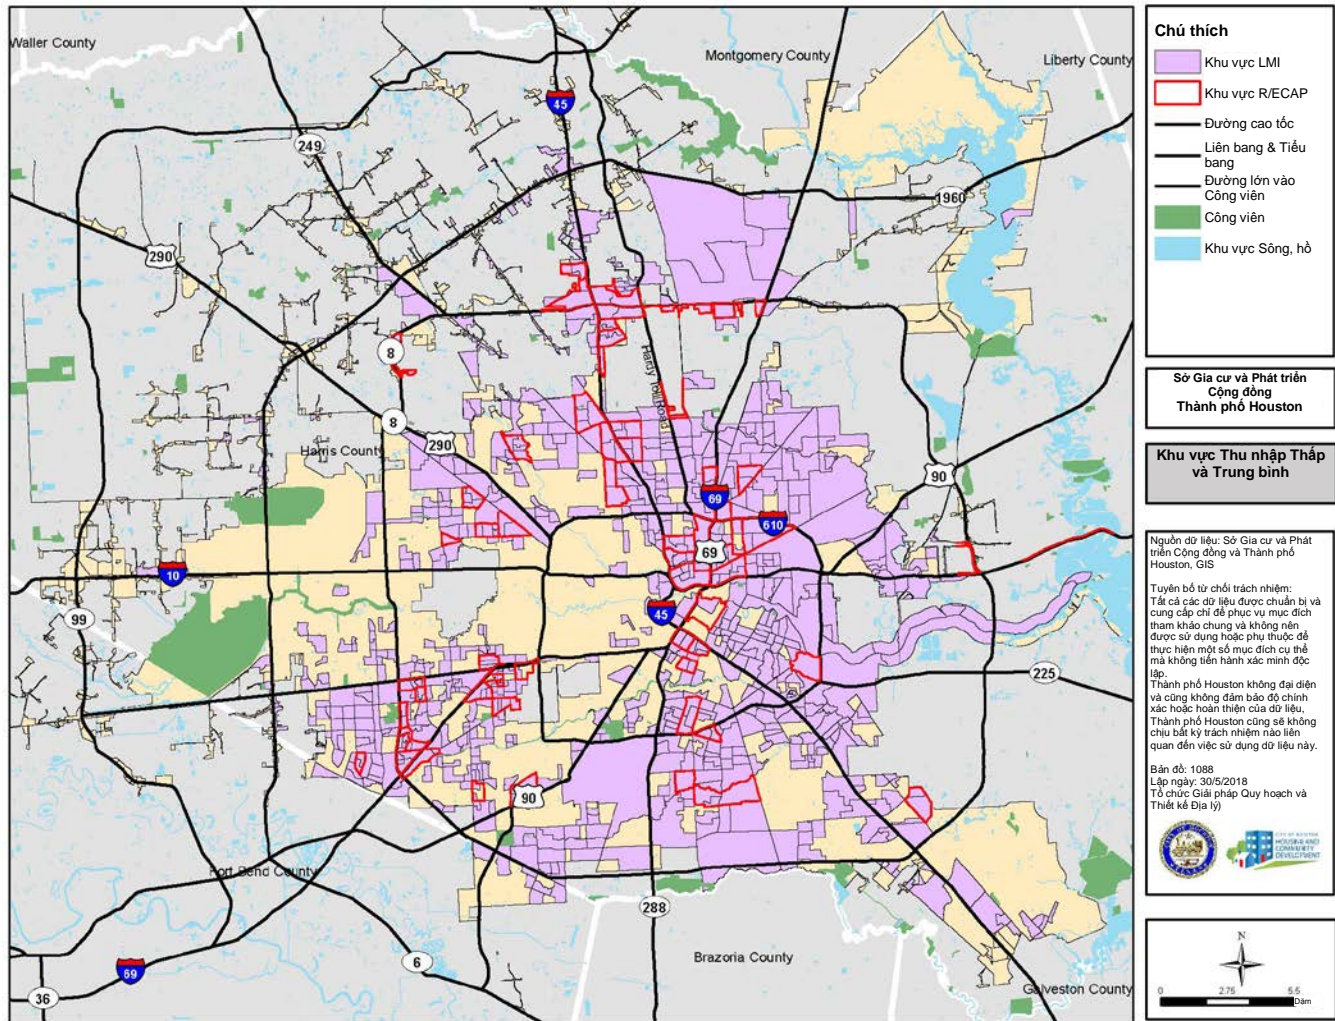 Waller County
Montgomery County
Liberty County
45
249
1960
290
8
Hardy Toll Road
8
290
Harris County
90
69
610
69
10
45
99
225
90
Fort Bend County
288
6
69
36
Brazoria County
Galveston County
Chú thích
Khu vực LMI
Khu vực R/ECAP
Đường cao tốc
Liên bang & Tiểu
bang
Đường lớn vào
Công viên
Công viên
Khu vực Sông, hồ
Sở Gia cư và Phát triển
Cộng đồng
Thành phố Houston
Khu vực Thu nhập Thấp
và Trung bình
Nguồn dữ liệu: Sở Gia cư và Phát
triển Cộng đồng và Thành phố
Houston, GIS
Tuyên bố từ chối trách nhiệm:
Tất cả các dữ liệu được chuẩn bị và
cung cấp chỉ để phục vụ mục đích
tham khảo chung và không nên
được sử dụng hoặc phụ thuộc để
thực hiện một số mục đích cụ thể
mà không tiến hành xác minh độc
lập.
Thành phố Houston không đại diện
và cũng không đảm bảo độ chính
xác hoặc hoàn thiện của dữ liệu,
Thành phố Houston cũng sẽ không
chịu bất kỳ trách nhiệm nào liên
quan đến việc sử dụng dữ liệu này.
Bản đồ: 1088
Lập ngày: 30/5/2018
Tổ chức Giải pháp Quy hoạch và
Thiết kế Địa lý)
CITY OF HOUSTON
HOUSING AND
COMMUNITY
DEVELOPMENT
N
0 2.75 5.5
Dặm